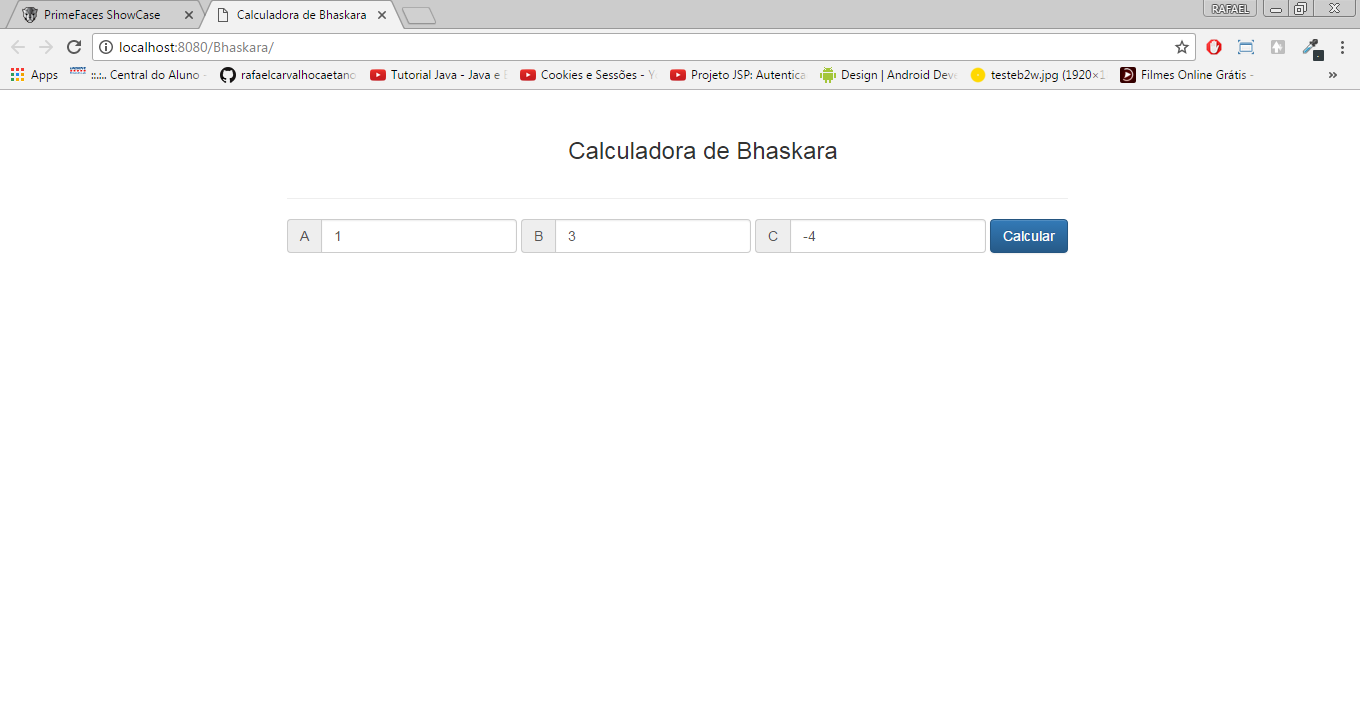 PrimeFaces ShowCase
Calculadora de Bhaskara
RAFAEL
localhost:8080/Bhaskara/
Apps
::.:.. Central do Aluno -
rafaelcarvalhocaetano
Tutorial Java - Java e
Cookies e Sessões -
Projeto JSP: Autentica
Design | Android Deve
testeb2w.jpg (1920×1
Filmes Online Grátis -
»
Calculadora de Bhaskara
A 1 B 3 C -4 Calcular